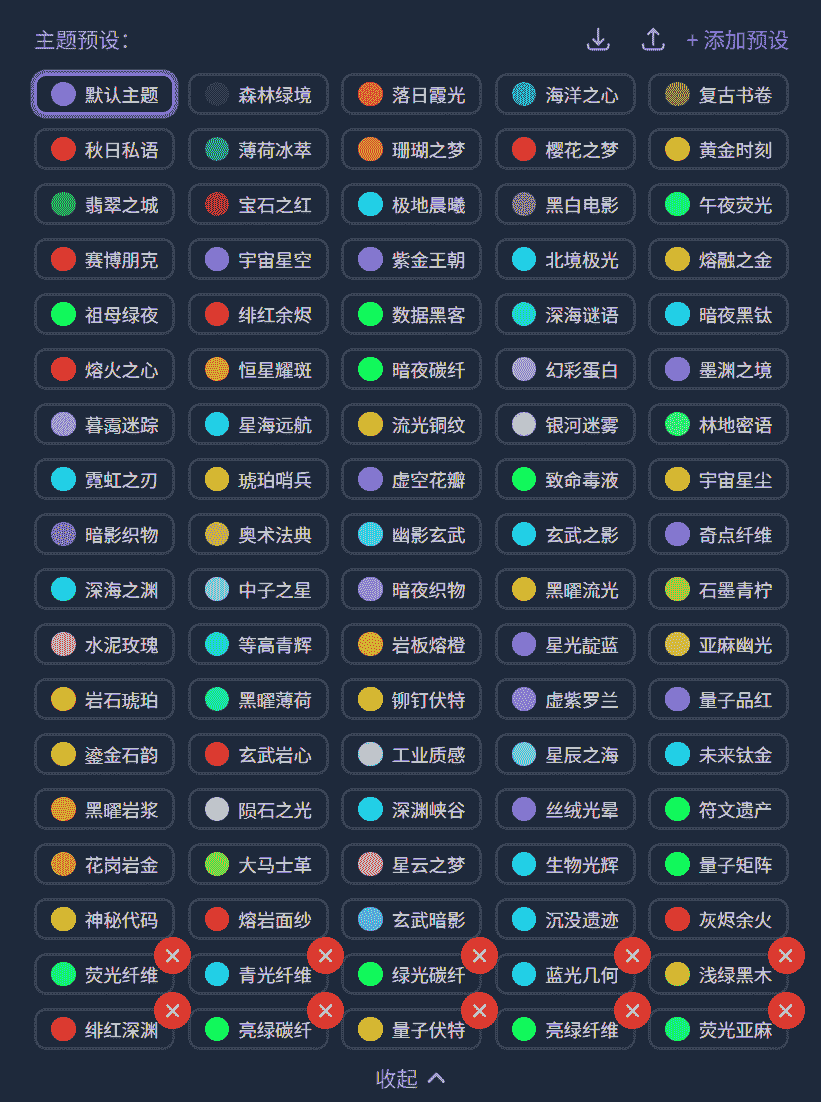 主题预设： + 添加预设
默认主题 森林绿境 落日霞光 海洋之心 复古书卷
秋日私语 薄荷冰萃 珊瑚之梦 樱花之梦 黄金时刻
翡翠之城 宝石之红 极地晨曦 黑白电影 午夜荧光
赛博朋克 宇宙星空 紫金王朝 北境极光 熔融之金
祖母绿夜 绯红余烬 数据黑客 深海谜语 暗夜黑钛
熔火之心 恒星耀斑 暗夜碳纤 幻彩蛋白 墨渊之境
暮霭迷踪 星海远航 流光铜纹 银河迷雾 林地密语
霓虹之刃 琥珀哨兵 虚空花瓣 致命毒液 宇宙星尘
暗影织物 奥术法典 幽影玄武 玄武之影 奇点纤维
深海之渊 中子之星 暗夜织物 黑曜流光 石墨青柠
水泥玫瑰 等高青辉 岩板熔橙 星光靛蓝 亚麻幽光
岩石琥珀 黑曜薄荷 铆钉伏特 虚紫罗兰 量子品红
鎏金石韵 玄武岩心 工业质感 星辰之海 未来钛金
黑曜岩浆 陨石之光 深渊峡谷 丝绒光晕 符文遗产
花岗岩金 大马士革 星云之梦 生物光辉 量子矩阵
神秘代码 熔岩面纱 玄武暗影 沉没遗迹 灰烬余火
荧光纤维 青光纤维 绿光碳纤 蓝光几何 浅绿黑木
绯红深渊 亮绿碳纤 量子伏特 亮绿纤维 荧光亚麻
收起